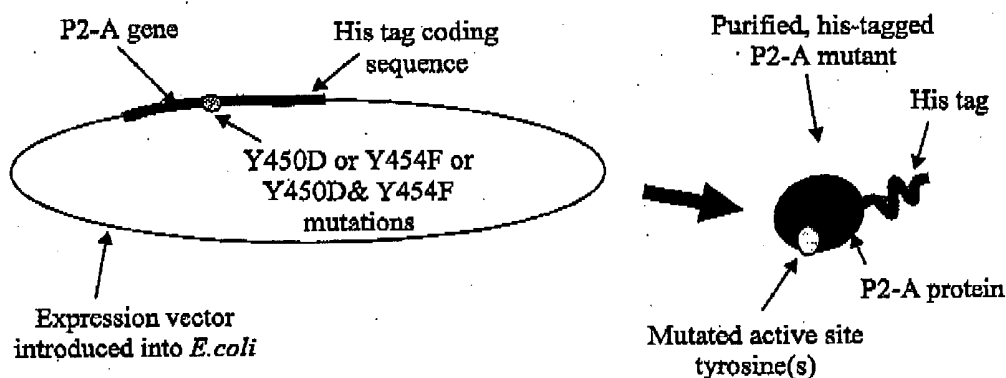 P2-A gene
His tag coding
sequence
Y450D or Y454F or
Y450D& Y454F
mutations
Expression vector
introduced into E.coli
Purified, his-tagged
P2-A mutant
His tag
P2-A protein
Mutated active site
tyrosine(s)